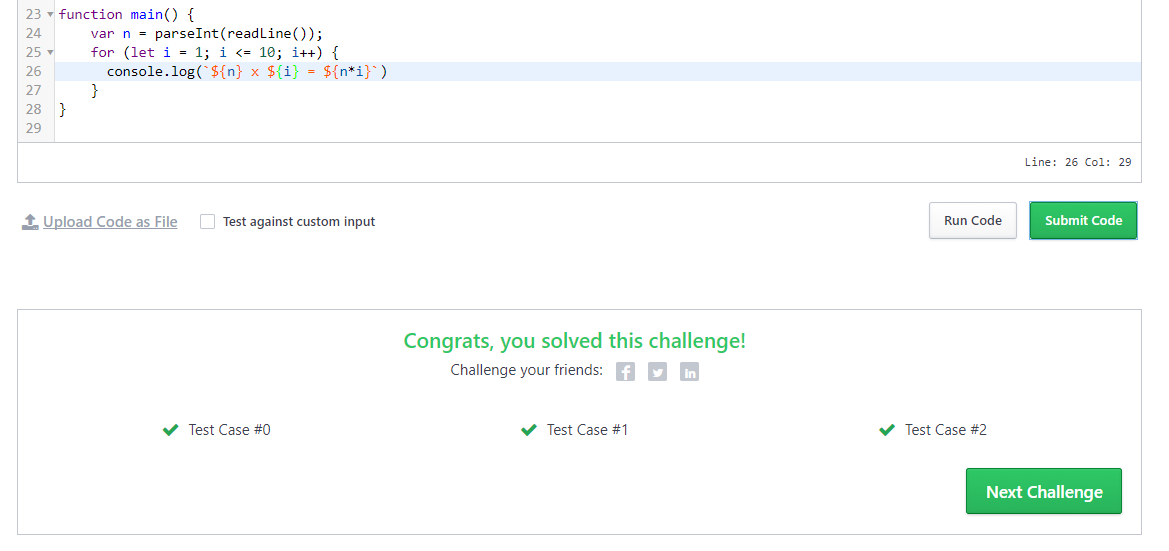 23 function main() {
24     var n = parseInt(readLine());
25     for (let i = 1; i <= 10; i++) {
26       console.log(`${n} x ${i} = ${n*i}`)
27     }
28 }
29
Line: 26 Col: 29
Upload Code as File Test against custom input Run Code Submit Code
Congrats, you solved this challenge!
Challenge your friends:
Test Case #0 Test Case #1 Test Case #2
Next Challenge